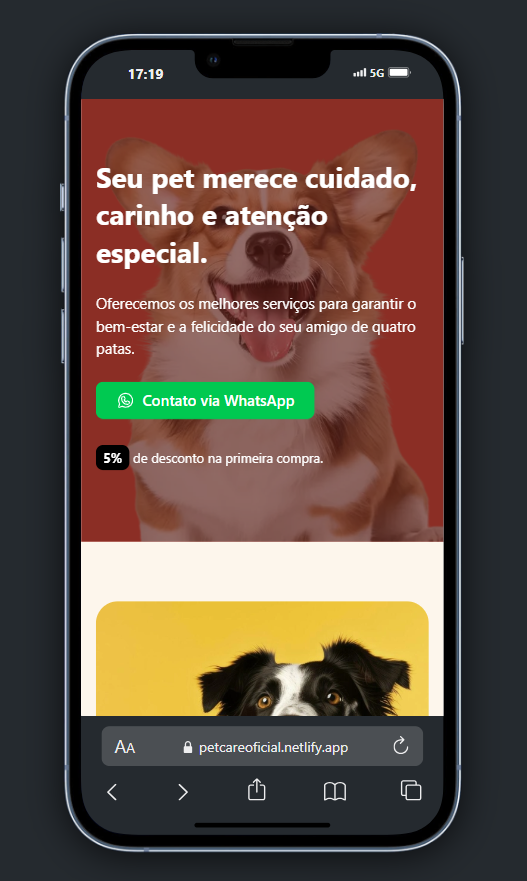 17:19
5G
Seu pet merece cuidado,
carinho e atenção
especial.
Oferecemos os melhores serviços para garantir o
bem-estar e a felicidade do seu amigo de quatro
patas.
Contato via WhatsApp
5% de desconto na primeira compra.
AA
petcareoficial.netlify.app